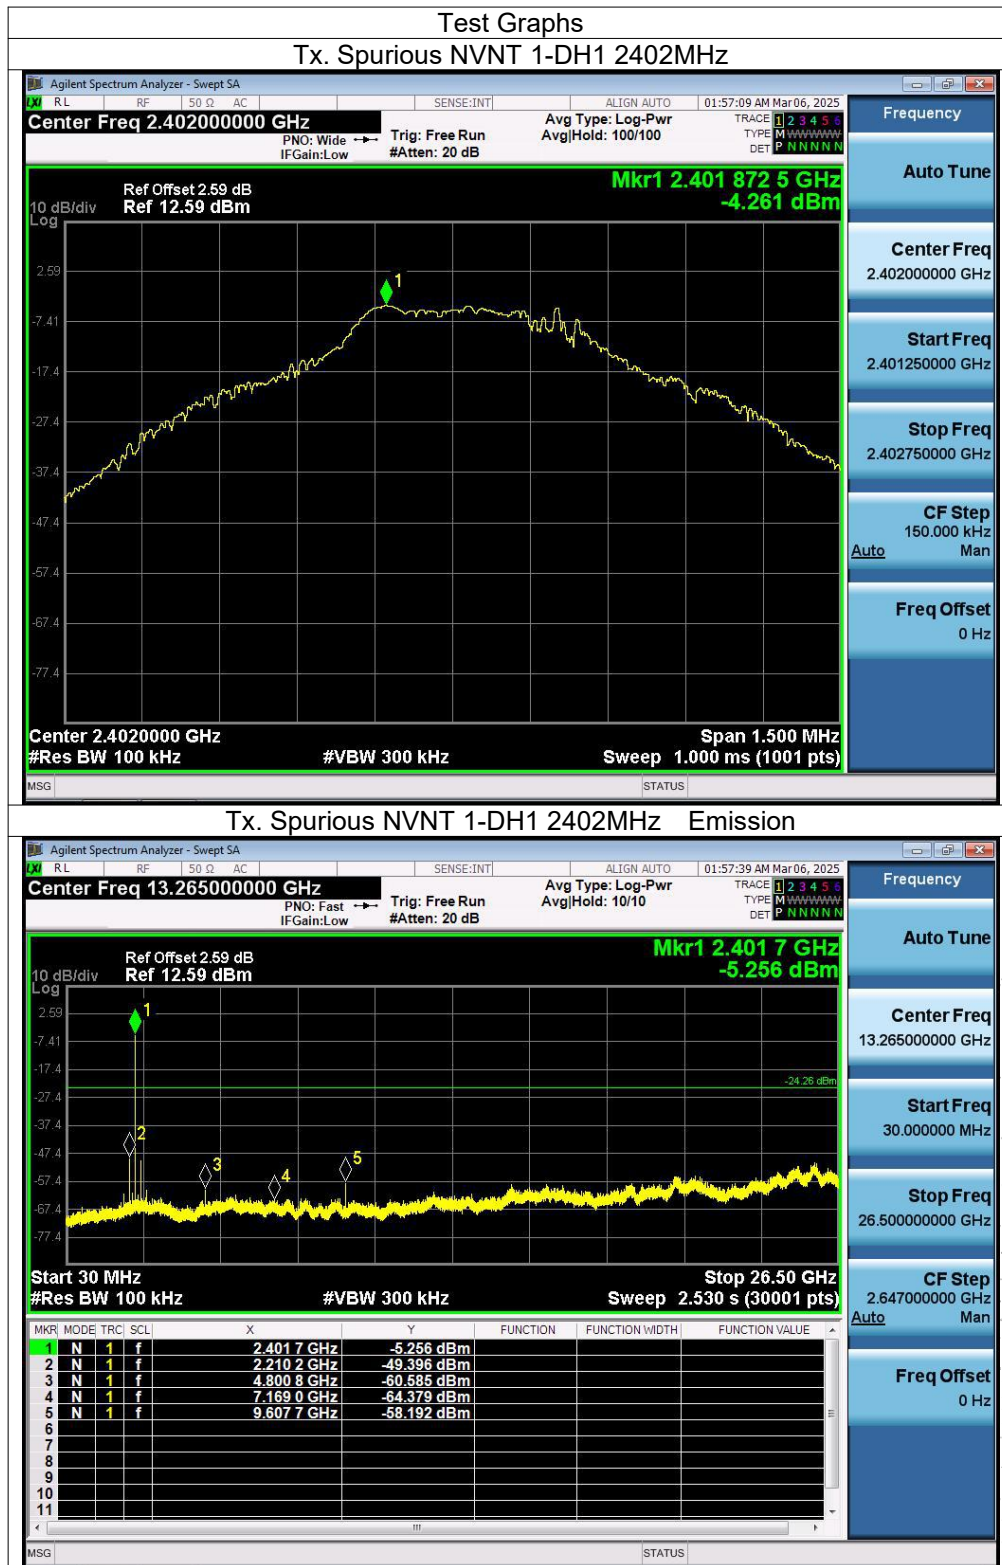 Test Graphs
Tx. Spurious NVNT 1-DH1 2402MHz
Agilent Spectrum Analyzer - Swept SA
LXI RL RF 50 Ω AC SENSE:INT ALIGN AUTO 01:57:09 AM Mar 06, 2025
Center Freq 2.402000000 GHz
PNO: Wide
IFGain:Low
Trig: Free Run
#Atten: 20 dB
Avg Type: Log-Pwr
Avg|Hold: 100/100
TRACE 1 2 3 4 5 6
TYPE M WWWWW
DET P N N N N N
Frequency
Auto Tune
Center Freq
2.402000000 GHz
Start Freq
2.401250000 GHz
Stop Freq
2.402750000 GHz
CF Step
150.000 kHz
Auto Man
Freq Offset
0 Hz
Mkr1 2.401 872 5 GHz
-4.261 dBm
Ref Offset 2.59 dB
10 dB/div Ref 12.59 dBm
Log
1
2.59
-7.41
-17.4
-27.4
-37.4
-47.4
-57.4
-67.4
-77.4
Center 2.4020000 GHz Span 1.500 MHz
#Res BW 100 kHz #VBW 300 kHz Sweep 1.000 ms (1001 pts)
MSG STATUS
Tx. Spurious NVNT 1-DH1 2402MHz Emission
Agilent Spectrum Analyzer - Swept SA
LXI RL RF 50 Ω AC SENSE:INT ALIGN AUTO 01:57:39 AM Mar 06, 2025
Center Freq 13.265000000 GHz
PNO: Fast
IFGain:Low
Trig: Free Run
#Atten: 20 dB
Avg Type: Log-Pwr
Avg|Hold: 10/10
TRACE 1 2 3 4 5 6
TYPE M WWWWW
DET P N N N N N
Frequency
Auto Tune
Center Freq
13.265000000 GHz
Start Freq
30.000000 MHz
Stop Freq
26.500000000 GHz
CF Step
2.647000000 GHz
Auto Man
Freq Offset
0 Hz
Mkr1 2.401 7 GHz
-5.256 dBm
Ref Offset 2.59 dB
10 dB/div Ref 12.59 dBm
Log
2.59
-7.41
-17.4
-27.4
-37.4
-47.4
-57.4
-67.4
-77.4
1
-24.26 dBm
2
3
4
5
Start 30 MHz Stop 26.50 GHz
#Res BW 100 kHz #VBW 300 kHz Sweep 2.530 s (30001 pts)
MKR MODE TRC SCL X Y FUNCTION FUNCTION WIDTH FUNCTION VALUE
1 N 1 f 2.401 7 GHz -5.256 dBm
2 N 1 f 2.210 2 GHz -49.396 dBm
3 N 1 f 4.800 8 GHz -60.585 dBm
4 N 1 f 7.169 0 GHz -64.379 dBm
5 N 1 f 9.607 7 GHz -58.192 dBm
6
7
8
9
10
11
MSG STATUS